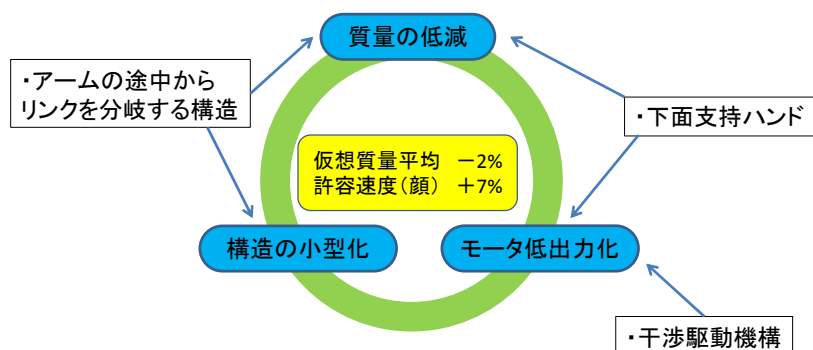 質量の低減
・アームの途中から
リンクを分岐する構造
・下面支持ハンド
仮想質量平均 －2%
許容速度(顔) ＋7%
構造の小型化
モータ低出力化
・干渉駆動機構